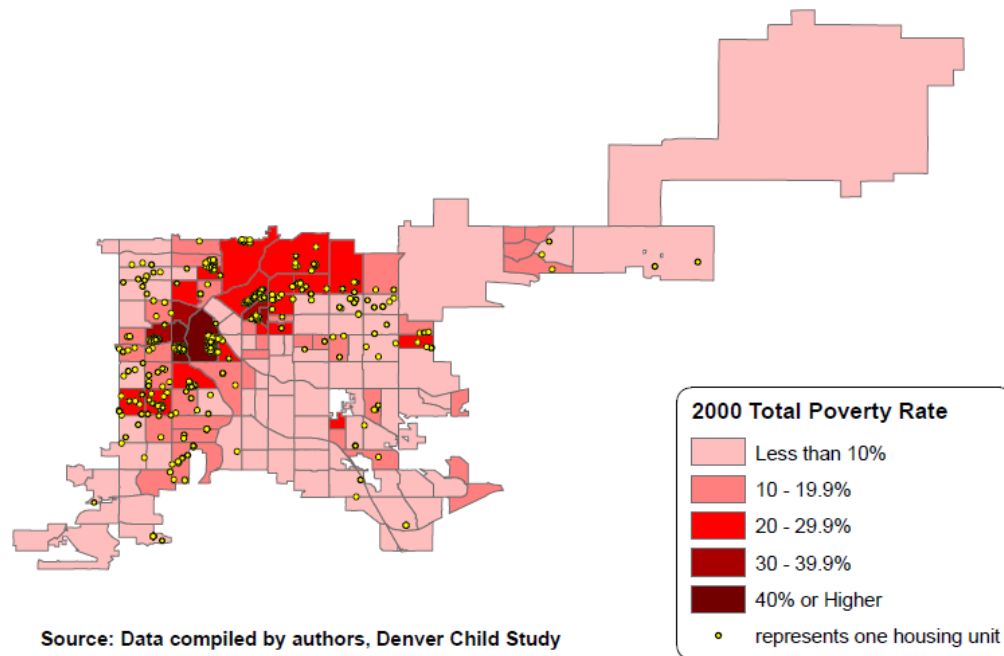 2000 Total Poverty Rate
Less than 10%
10 - 19.9%
20 - 29.9%
30 - 39.9%
40% or Higher
represents one housing unit
Source: Data compiled by authors, Denver Child Study